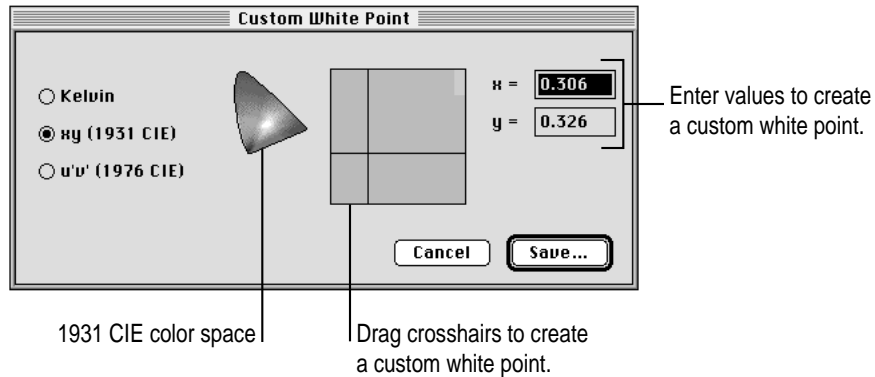 Custom White Point
Kelvin
xy (1931 CIE)
u'v' (1976 CIE)
x = 0.306
y = 0.326
Enter values to create
a custom white point.
Cancel
Save...
1931 CIE color space
Drag crosshairs to create
a custom white point.